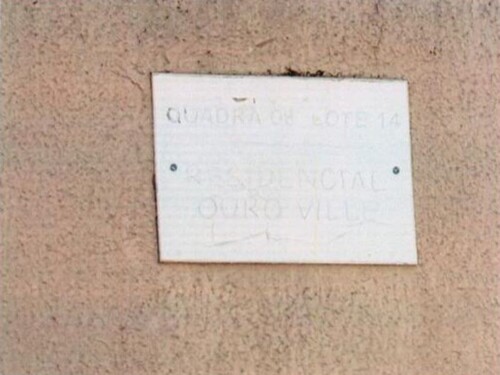 QUADRA 08 LOTE 14
RESIDENCIAL
OURO VILLE